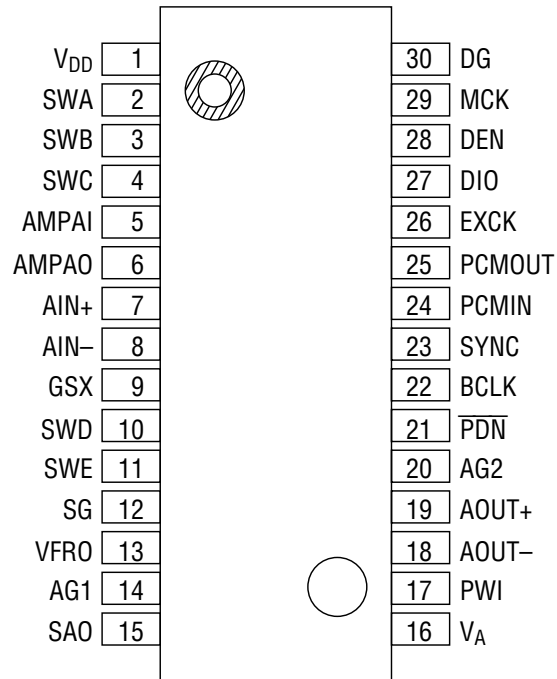 V_DD 1 30 DG
SWA 2 29 MCK
SWB 3 28 DEN
SWC 4 27 DIO
AMPAI 5 26 EXCK
AMPAO 6 25 PCMOUT
AIN+ 7 24 PCMIN
AIN– 8 23 SYNC
GSX 9 22 BCLK
SWD 10 21 P̅D̅N̅
SWE 11 20 AG2
SG 12 19 AOUT+
VFRO 13 18 AOUT–
AG1 14 17 PWI
SAO 15 16 V_A